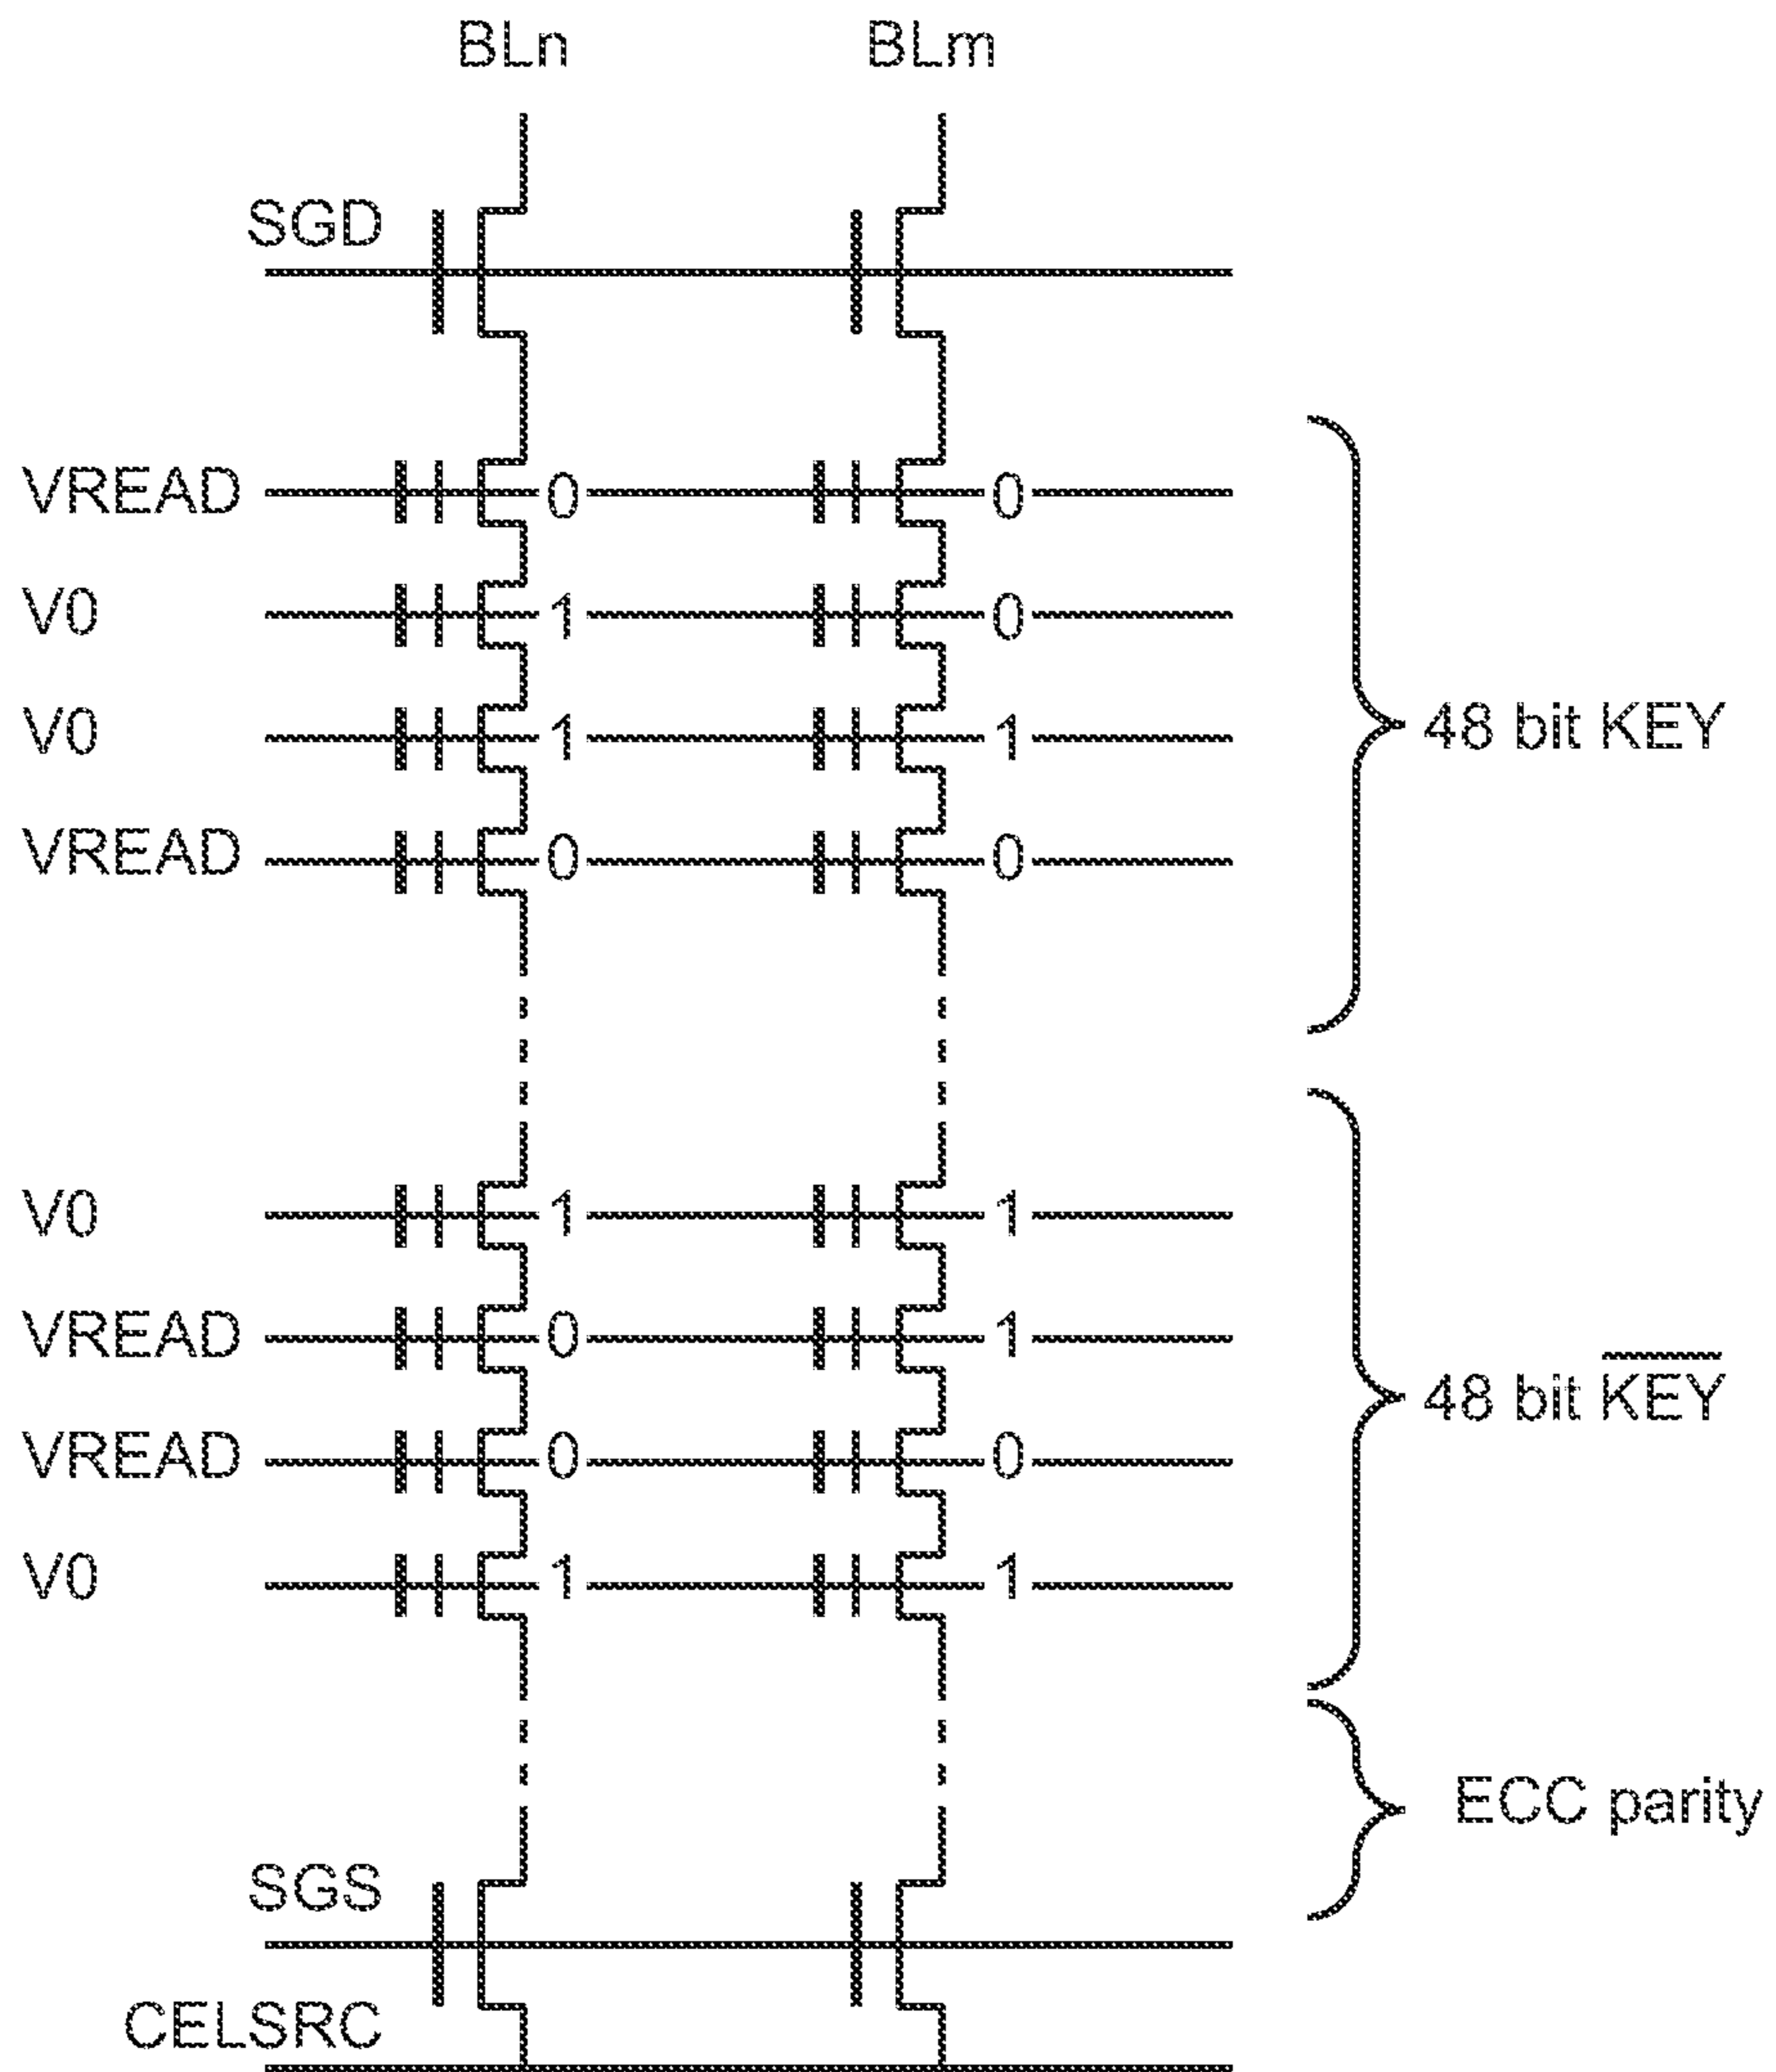 BLn BLm
SGD
VREAD 0 0
V0 1 0
V0 1 1
VREAD 0 0
48 bit KEY
V0 1 1
VREAD 0 1
VREAD 0 0
V0 1 1
48 bit K̅E̅Y̅
ECC parity
SGS
CELSRC